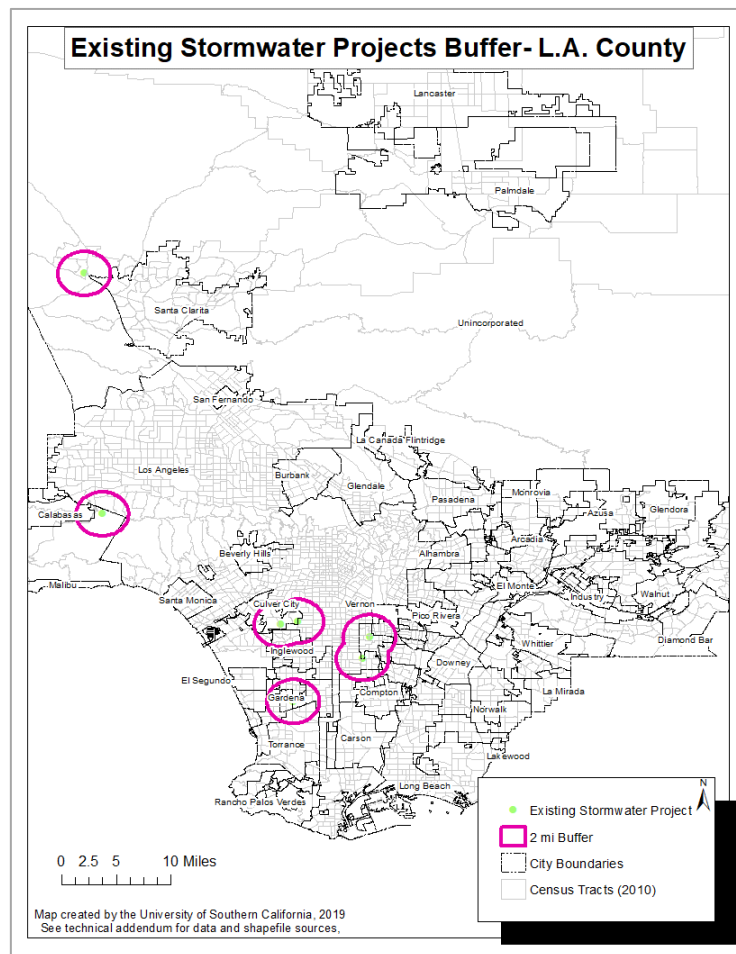 Existing Stormwater Projects Buffer- L.A. County
Lancaster
Palmdale
Santa Clarita
Unincorporated
San Fernando
La Canada Flintridge
Los Angeles
Burbank
Glendale
Pasadena
Monrovia
Azusa
Glendora
Calabasas
Arcadia
Beverly Hills
Alhambra
Malibu
El Monte
Santa Monica
Culver City
Vernon
Industry
Walnut
Pico Rivera
Diamond Bar
Inglewood
Whittier
Downey
El Segundo
Gardena
Compton
La Mirada
Norwalk
Torrance
Carson
Lakewood
Rancho Palos Verdes
Long Beach
N
Existing Stormwater Project
2 mi Buffer
City Boundaries
Census Tracts (2010)
0 2.5 5 10 Miles
Map created by the University of Southern California, 2019
See technical addendum for data and shapefile sources,